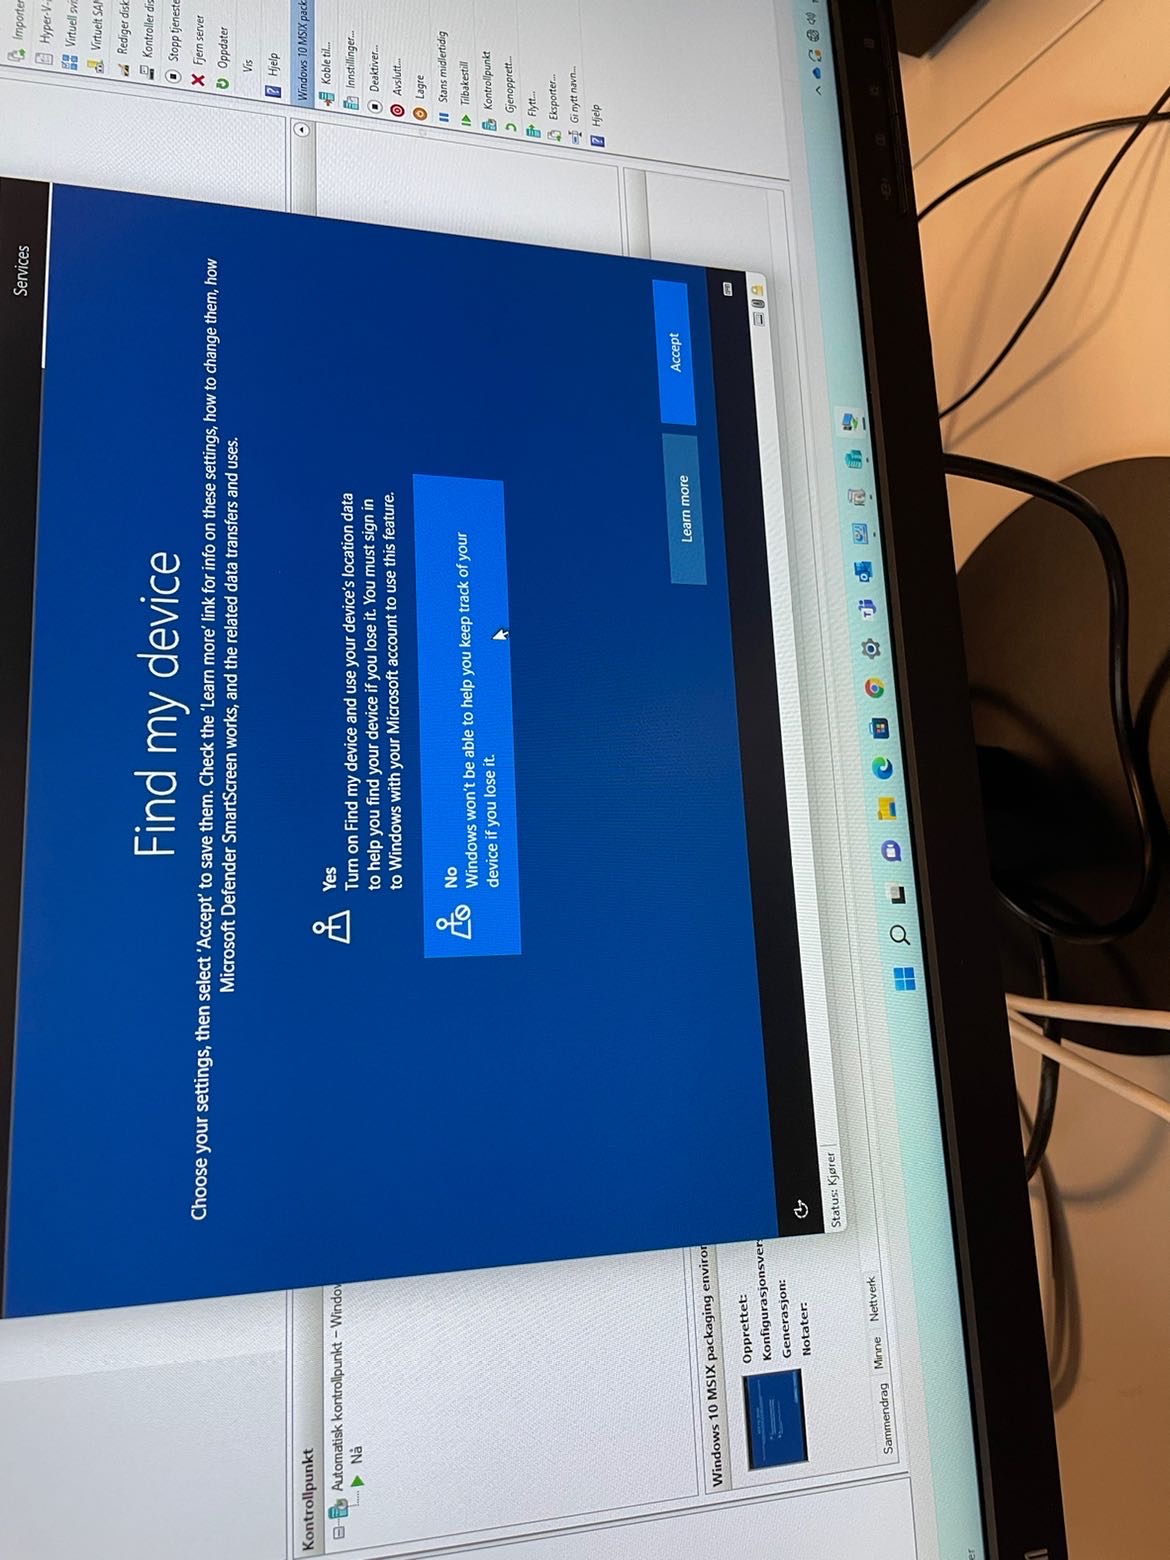 Services
Find my device
Choose your settings, then select 'Accept' to save them. Check the 'Learn more' link for info on these settings, how to change them, how
Microsoft Defender SmartScreen works, and the related data transfers and uses.
Yes
Turn on Find my device and use your device's location data
to help you find your device if you lose it. You must sign in
to Windows with your Microsoft account to use this feature.
No
Windows won't be able to help you keep track of your
device if you lose it.
Learn more
Accept
Status: Kjører
Kontrollpunkt
Automatisk kontrollpunkt – Windo
Nå
Windows 10 MSIX packaging enviro
Opprettet:
Konfigurasjonsver
Generasjon:
Notater:
Sammendrag Minne Nettverk
Importer
Hyper-V-
Virtuell svi
Virtuelt SAN
Rediger disk
Kontroller dis
Stopp tjeneste
Fjern server
Oppdater
Vis
Hjelp
Windows 10 MSIX pack
Koble til...
Innstillinger...
Deaktiver...
Avslutt...
Lagre
Stans midlertidig
Tilbakestill
Kontrollpunkt
Gjenopprett...
Flytt...
Eksporter...
Gi nytt navn...
Hjelp
er